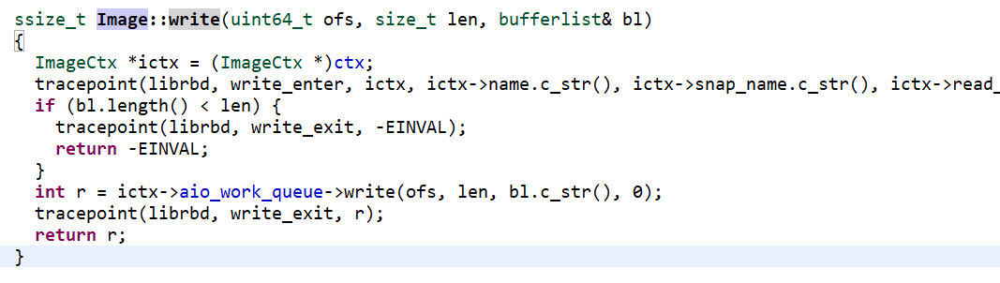 ssize_t Image::write(uint64_t ofs, size_t len, bufferlist& bl)
{
  ImageCtx *ictx = (ImageCtx *)ctx;
  tracepoint(librbd, write_enter, ictx, ictx->name.c_str(), ictx->snap_name.c_str(), ictx->read_
  if (bl.length() < len) {
    tracepoint(librbd, write_exit, -EINVAL);
    return -EINVAL;
  }
  int r = ictx->aio_work_queue->write(ofs, len, bl.c_str(), 0);
  tracepoint(librbd, write_exit, r);
  return r;
}